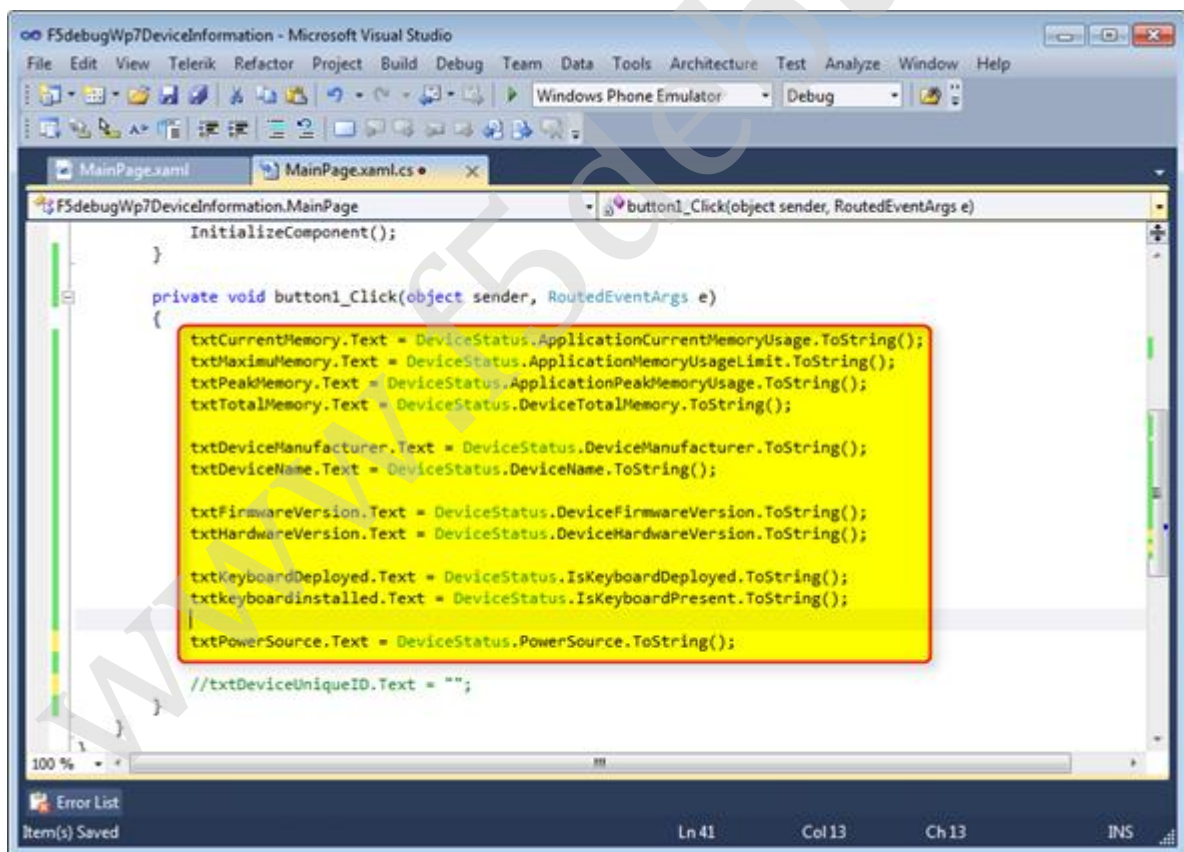 F5debugWp7DeviceInformation - Microsoft Visual Studio
File Edit View Telerik Refactor Project Build Debug Team Data Tools Architecture Test Analyze Window Help
Windows Phone Emulator Debug
MainPage.xaml MainPage.xaml.cs
F5debugWp7DeviceInformation.MainPage button1_Click(object sender, RoutedEventArgs e)
InitializeComponent();
}
private void button1_Click(object sender, RoutedEventArgs e)
{
txtCurrentMemory.Text = DeviceStatus.ApplicationCurrentMemoryUsage.ToString();
txtMaximuMemory.Text = DeviceStatus.ApplicationMemoryUsageLimit.ToString();
txtPeakMemory.Text = DeviceStatus.ApplicationPeakMemoryUsage.ToString();
txtTotalMemory.Text = DeviceStatus.DeviceTotalMemory.ToString();
txtDeviceManufacturer.Text = DeviceStatus.DeviceManufacturer.ToString();
txtDeviceName.Text = DeviceStatus.DeviceName.ToString();
txtFirmwareVersion.Text = DeviceStatus.DeviceFirmwareVersion.ToString();
txtHardwareVersion.Text = DeviceStatus.DeviceHardwareVersion.ToString();
txtKeyboardDeployed.Text = DeviceStatus.IsKeyboardDeployed.ToString();
txtkeyboardinstalled.Text = DeviceStatus.IsKeyboardPresent.ToString();
txtPowerSource.Text = DeviceStatus.PowerSource.ToString();
//txtDeviceUniqueID.Text = "";
}
}
}
100 %
Error List
Item(s) Saved Ln 41 Col 13 Ch 13 INS
www.f5debu